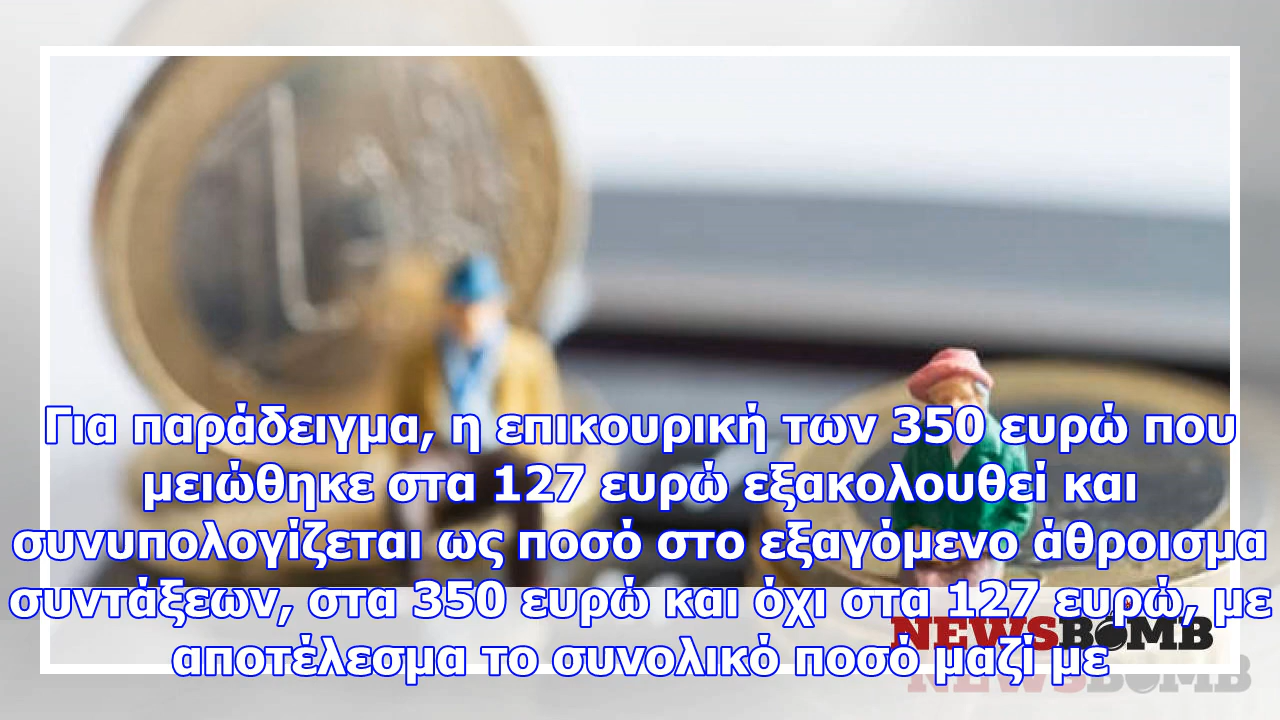 Για παράδειγμα, η επικουρική των 350 ευρώ που
μειώθηκε στα 127 ευρώ εξακολουθεί και
συνυπολογίζεται ως ποσό στο εξαγόμενο άθροισμα
συντάξεων, στα 350 ευρώ και όχι στα 127 ευρώ, με
αποτέλεσμα το συνολικό ποσό μαζί με
NEWSBOMB
NEWSBOMB